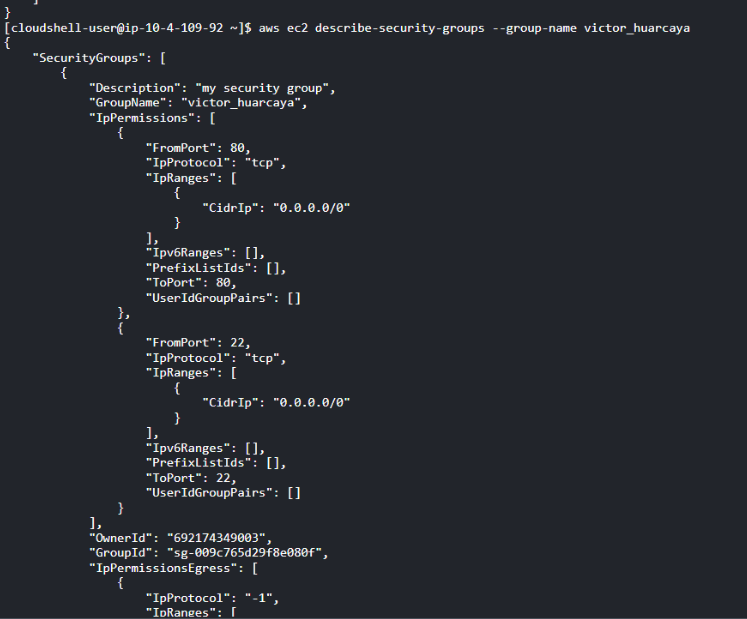 ]
}
[cloudshell-user@ip-10-4-109-92 ~]$ aws ec2 describe-security-groups --group-name victor_huarcaya
{
    "SecurityGroups": [
        {
            "Description": "my security group",
            "GroupName": "victor_huarcaya",
            "IpPermissions": [
                {
                    "FromPort": 80,
                    "IpProtocol": "tcp",
                    "IpRanges": [
                        {
                            "CidrIp": "0.0.0.0/0"
                        }
                    ],
                    "Ipv6Ranges": [],
                    "PrefixListIds": [],
                    "ToPort": 80,
                    "UserIdGroupPairs": []
                },
                {
                    "FromPort": 22,
                    "IpProtocol": "tcp",
                    "IpRanges": [
                        {
                            "CidrIp": "0.0.0.0/0"
                        }
                    ],
                    "Ipv6Ranges": [],
                    "PrefixListIds": [],
                    "ToPort": 22,
                    "UserIdGroupPairs": []
                }
            ],
            "OwnerId": "692174349003",
            "GroupId": "sg-009c765d29f8e080f",
            "IpPermissionsEgress": [
                {
                    "IpProtocol": "-1",
                    "IpRanges": [